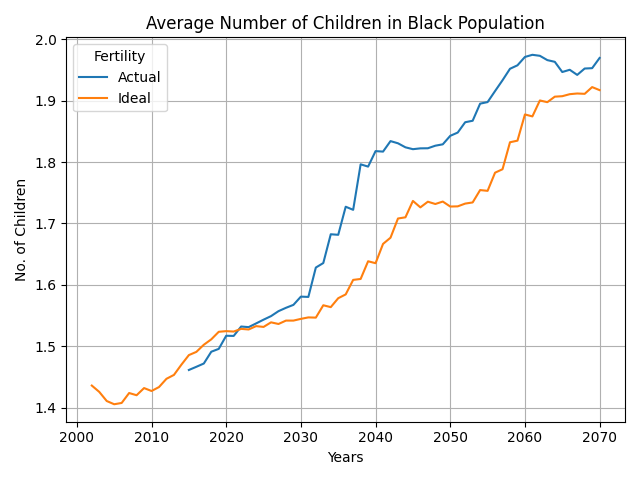 Average Number of Children in Black Population
Fertility
Actual
Ideal
No. of Children
2.0
1.9
1.8
1.7
1.6
1.5
1.4
2000 2010 2020 2030 2040 2050 2060 2070
Years